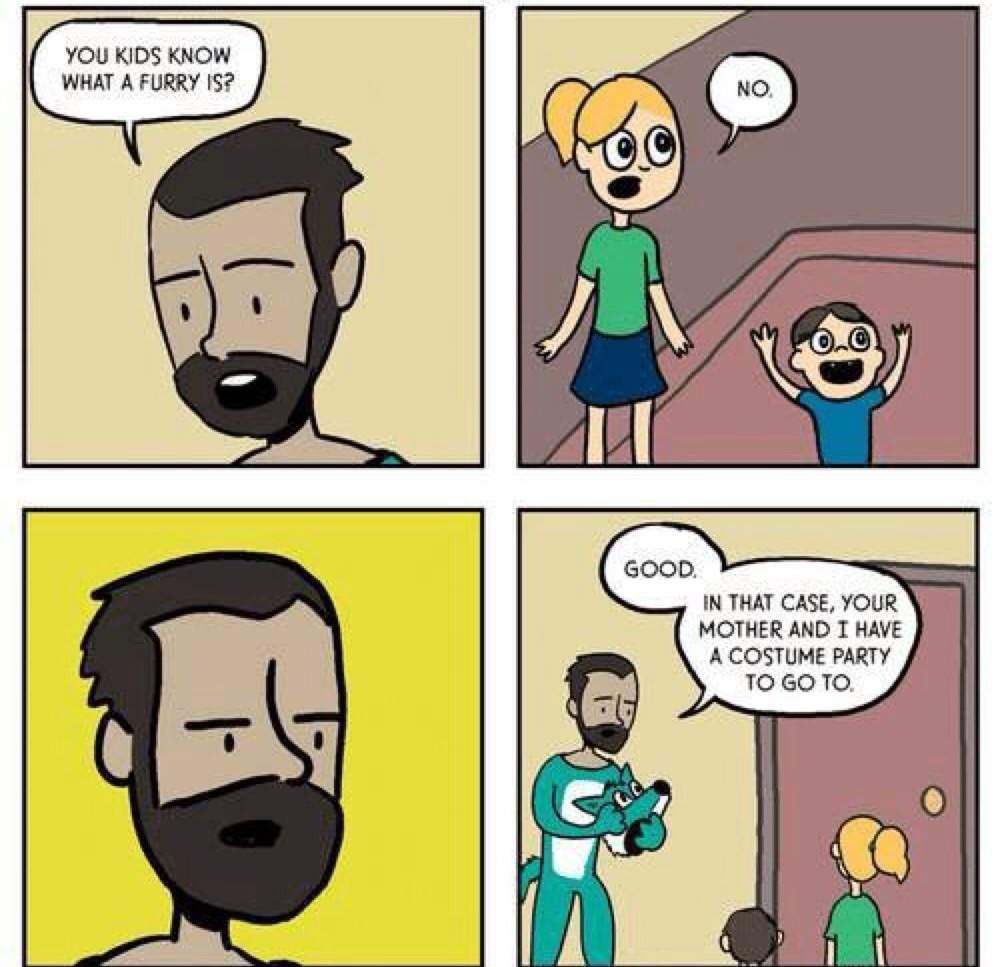 YOU KIDS KNOW
WHAT A FURRY IS?
NO.
GOOD.
IN THAT CASE, YOUR
MOTHER AND I HAVE
A COSTUME PARTY
TO GO TO.